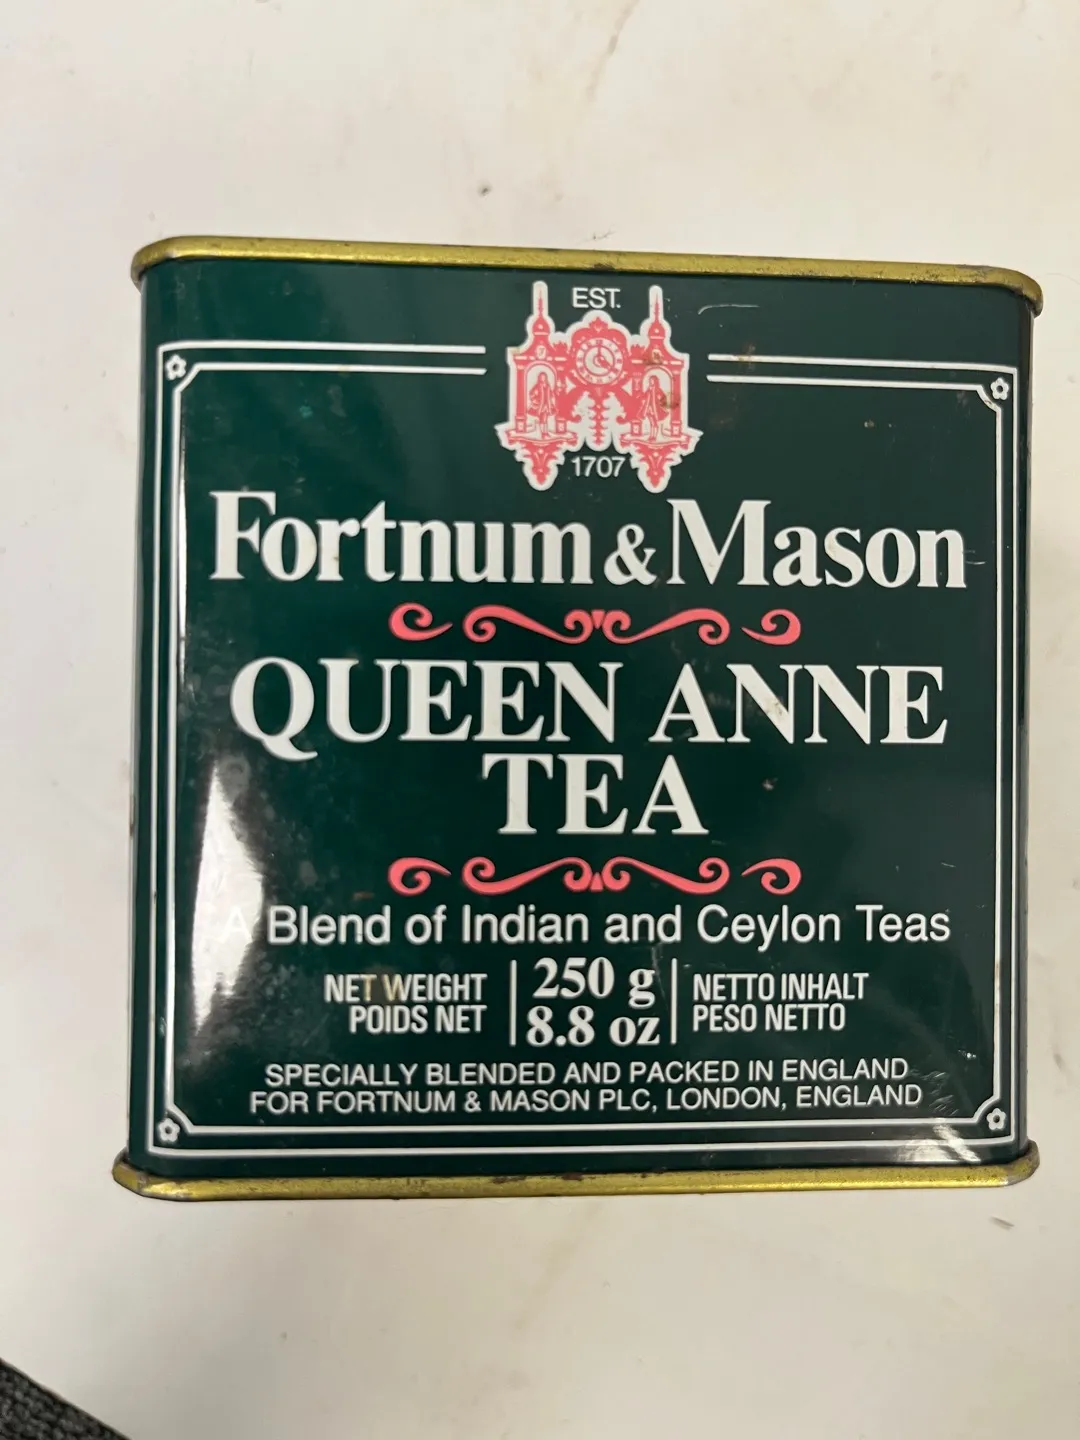 EST.
1707
Fortnum & Mason
QUEEN ANNE
TEA
A Blend of Indian and Ceylon Teas
NET WEIGHT
POIDS NET
250 g
8.8 oz
NETTO INHALT
PESO NETTO
SPECIALLY BLENDED AND PACKED IN ENGLAND
FOR FORTNUM & MASON PLC, LONDON, ENGLAND